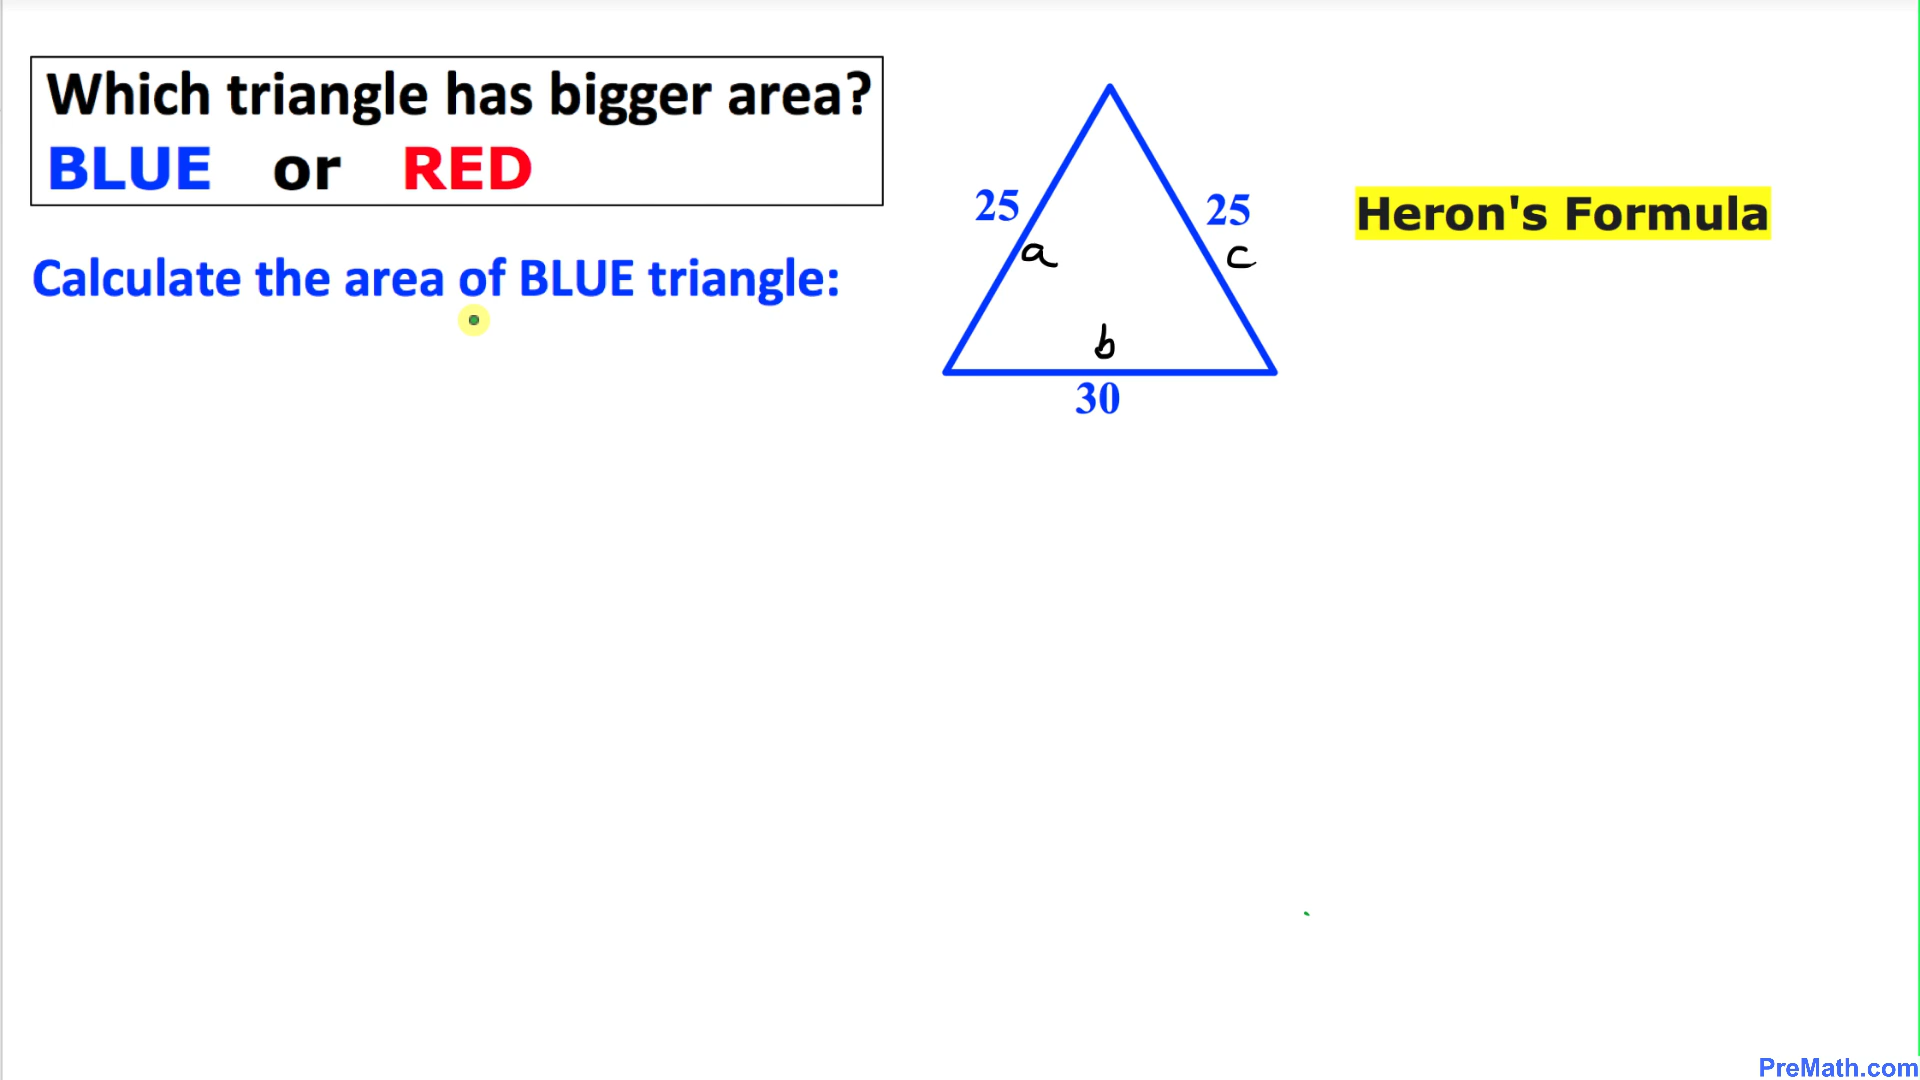 Which triangle has bigger area?
BLUE or RED
Calculate the area of BLUE triangle:
25
25
a
c
b
30
Heron's Formula
PreMath.com